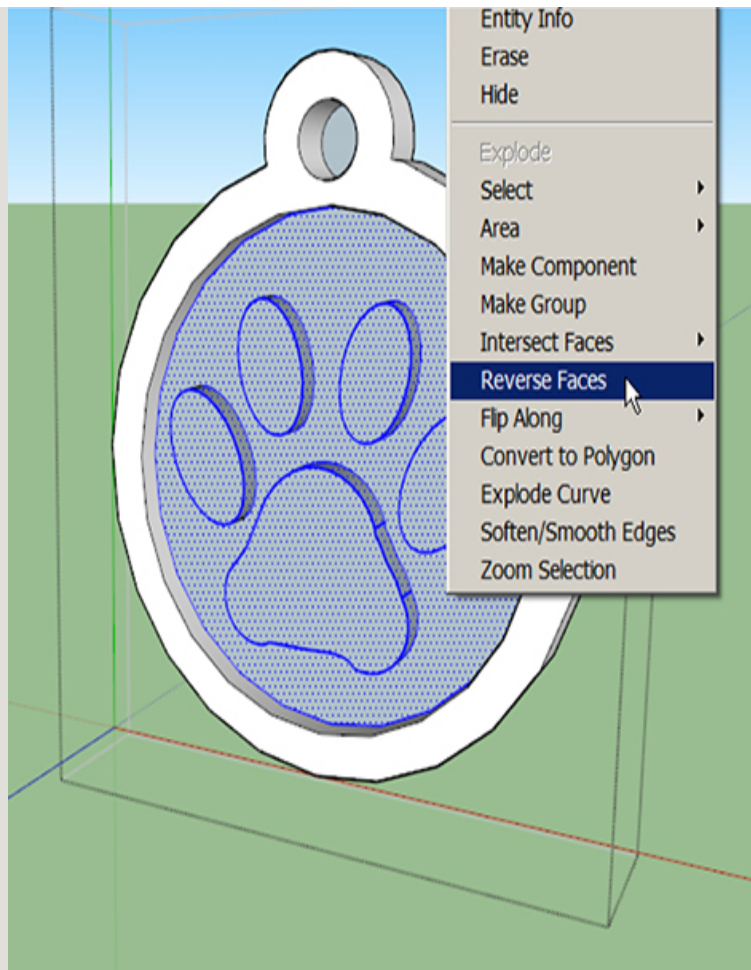 Entity Info
Erase
Hide
Explode
Select
Area
Make Component
Make Group
Intersect Faces
Reverse Faces
Flip Along
Convert to Polygon
Explode Curve
Soften/Smooth Edges
Zoom Selection